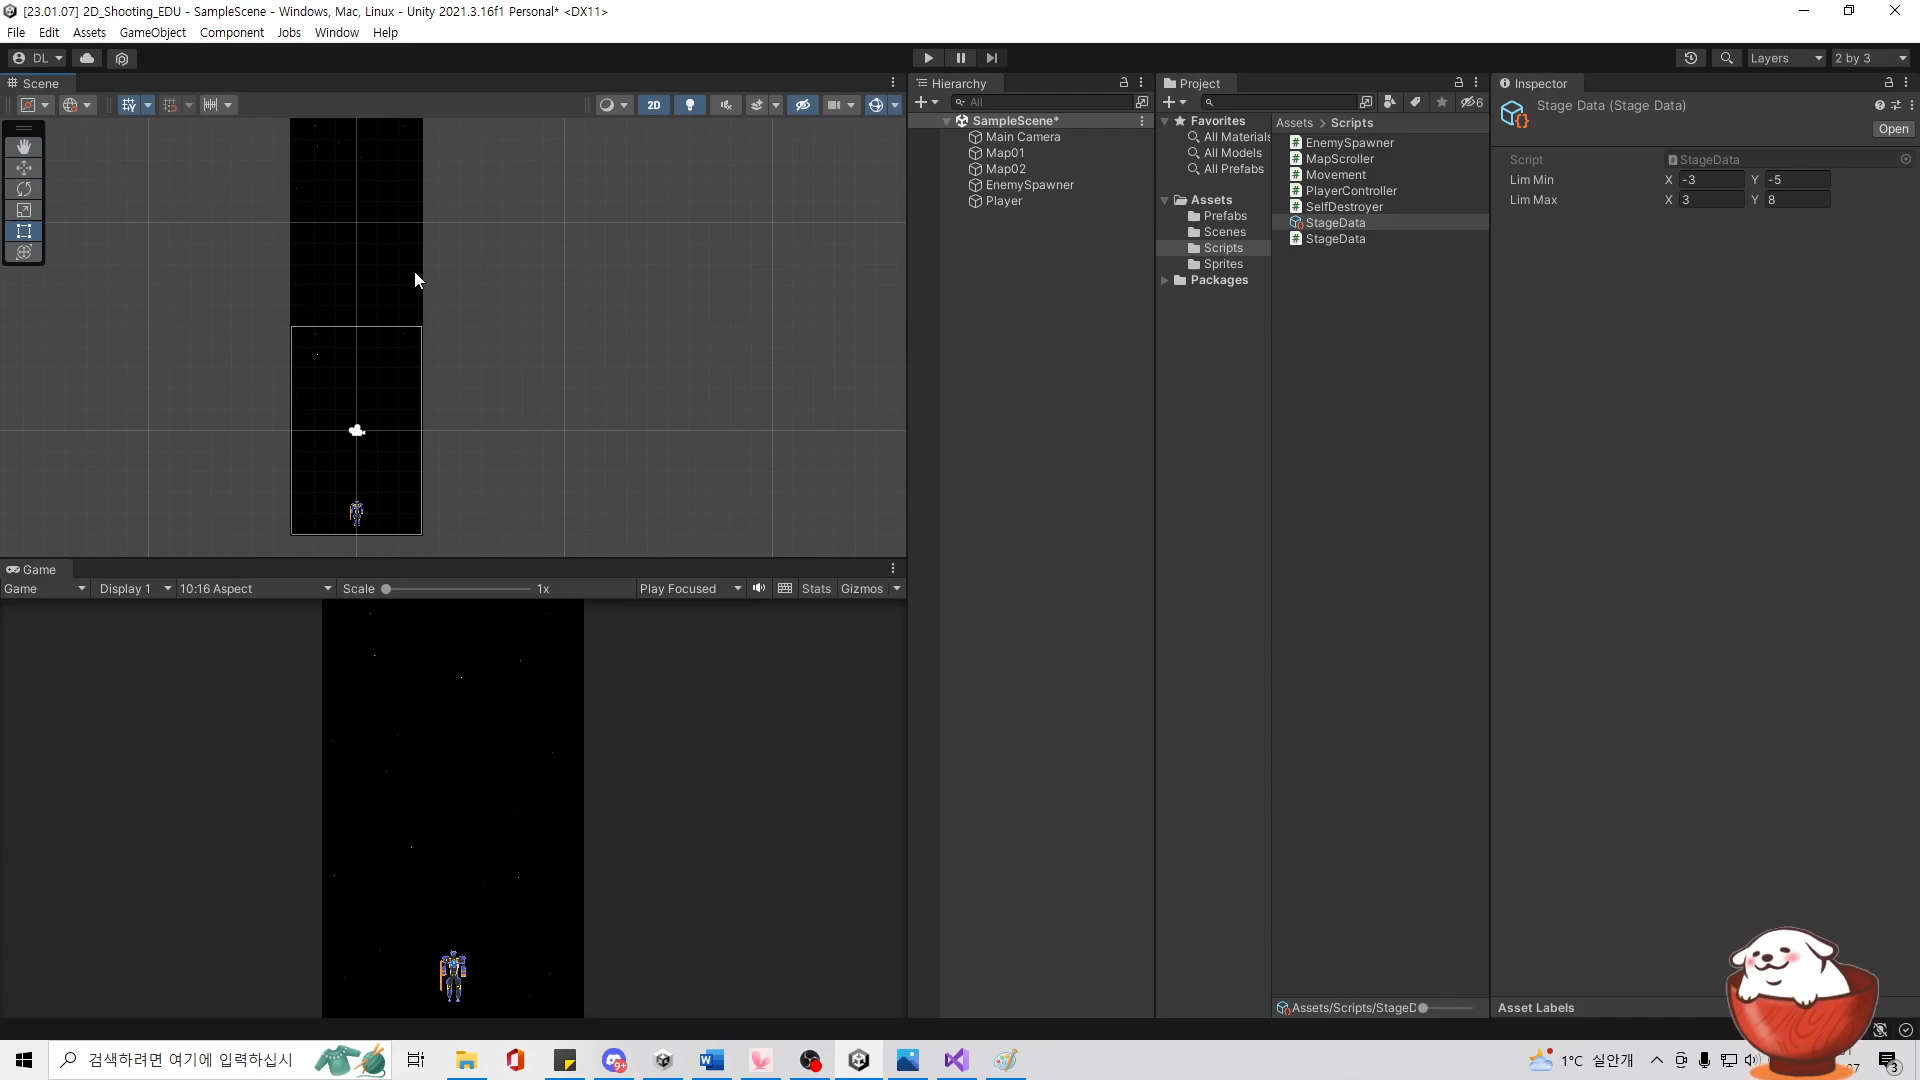 [23.01.07] 2D_Shooting_EDU - SampleScene - Windows, Mac, Linux - Unity 2021.3.16f1 Personal* <DX11>
File Edit Assets GameObject Component Jobs Window Help
DL
Layers
2 by 3
Scene
2D
Hierarchy
All
SampleScene*
Main Camera
Map01
Map02
EnemySpawner
Player
Project
6
Favorites
All Materials
All Models
All Prefabs
Assets
Prefabs
Scenes
Scripts
Sprites
Packages
Assets > Scripts
EnemySpawner
MapScroller
Movement
PlayerController
SelfDestroyer
StageData
StageData
Assets/Scripts/StageD
Inspector
Stage Data (Stage Data)
Open
Script StageData
Lim Min X -3 Y -5
Lim Max X 3 Y 8
Asset Labels
Game
Game Display 1 10:16 Aspect Scale 1x Play Focused Stats Gizmos
검색하려면 여기에 입력하십시
9+
1°C 실안개
3